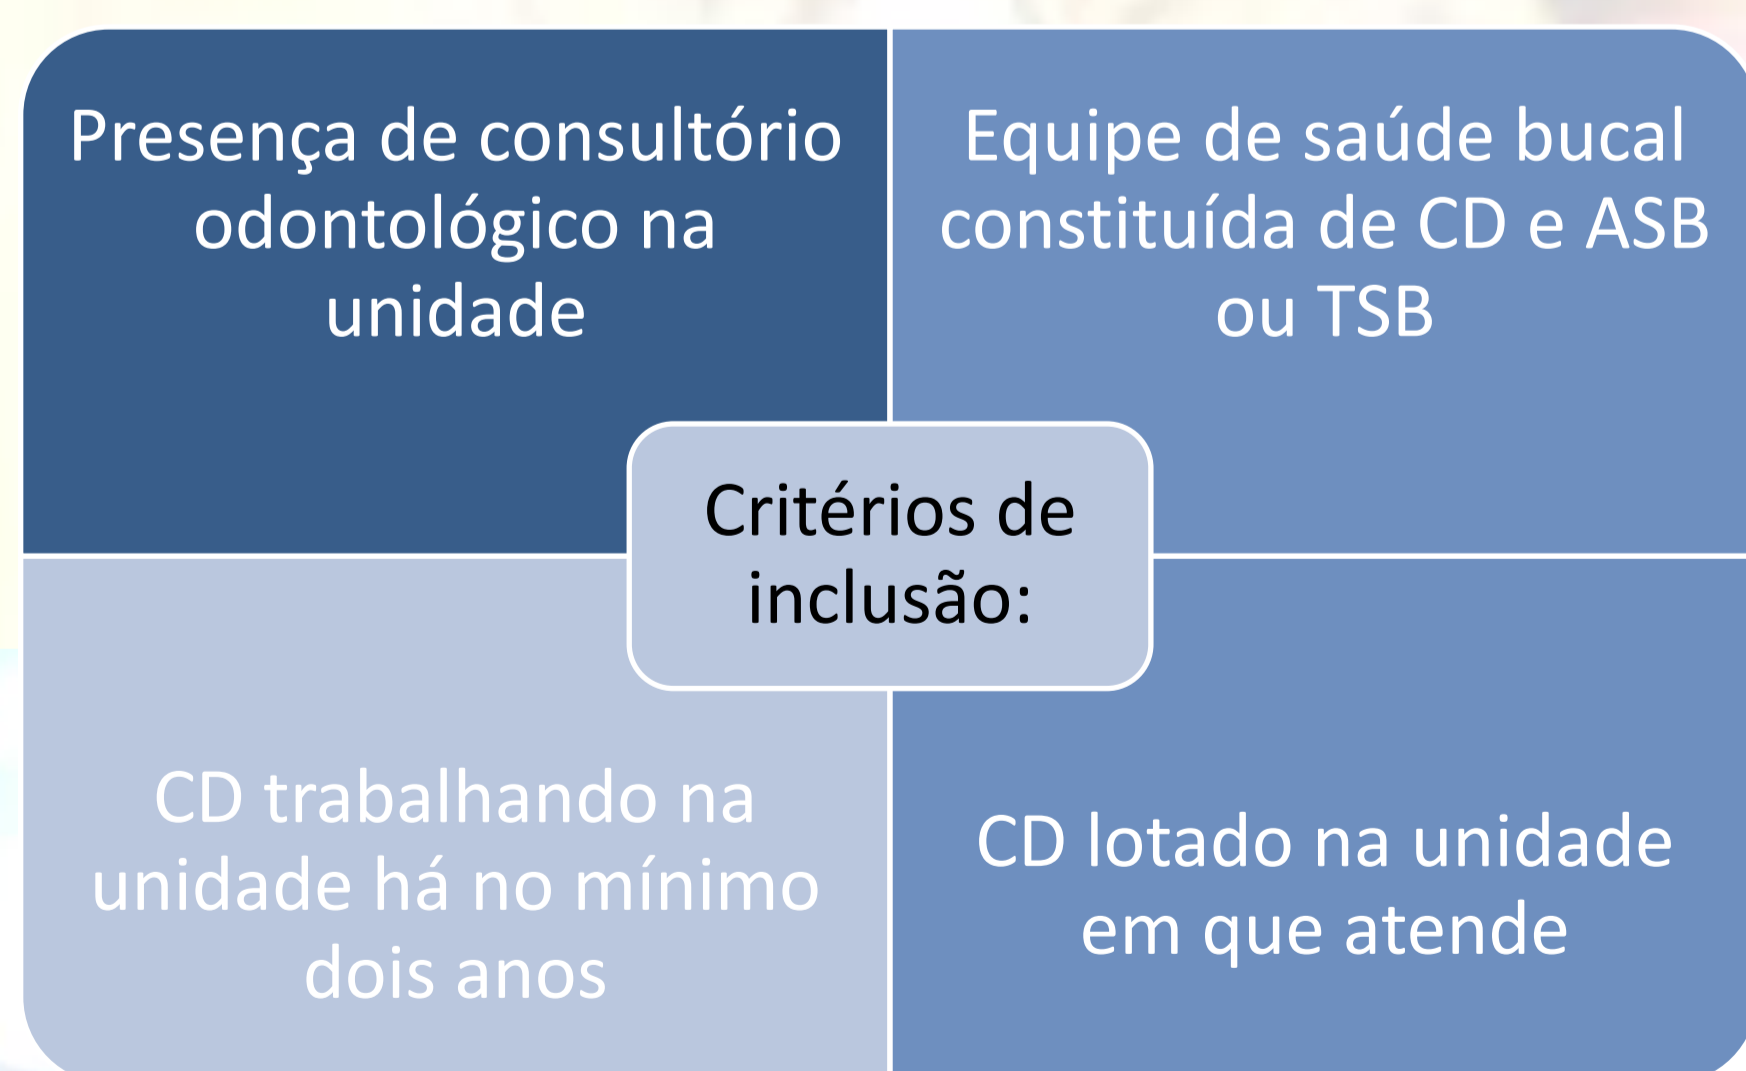 Presença de consultório
odontológico na
unidade
Equipe de saúde bucal
constituída de CD e ASB
ou TSB
Critérios de
inclusão:
CD trabalhando na
unidade há no mínimo
dois anos
CD lotado na unidade
em que atende